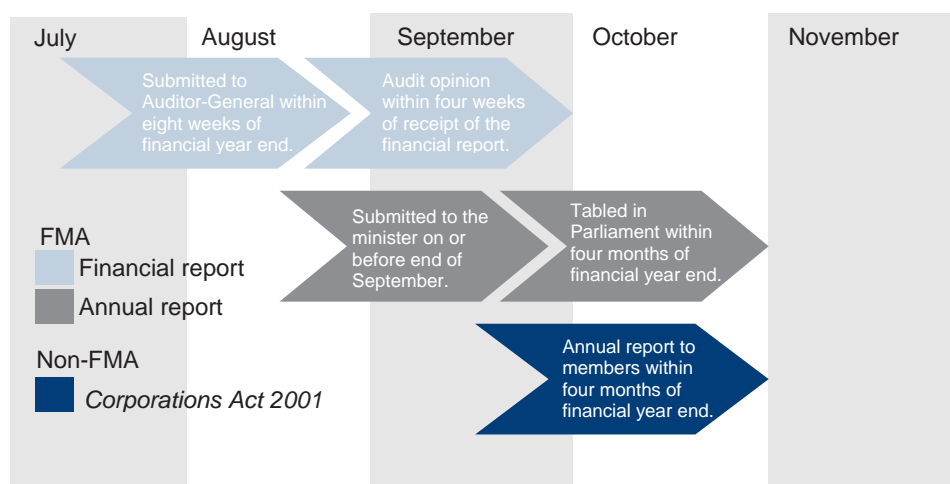 July August September October November
Submitted to
Auditor-General within
eight weeks of
financial year end.
Audit opinion
within four weeks
of receipt of the
financial report.
Submitted to the
minister on or
before end of
September.
Tabled in
Parliament within
four months of
financial year end.
FMA
Financial report
Annual report
Non-FMA
Corporations Act 2001
Annual report to
members within
four months of
financial year end.